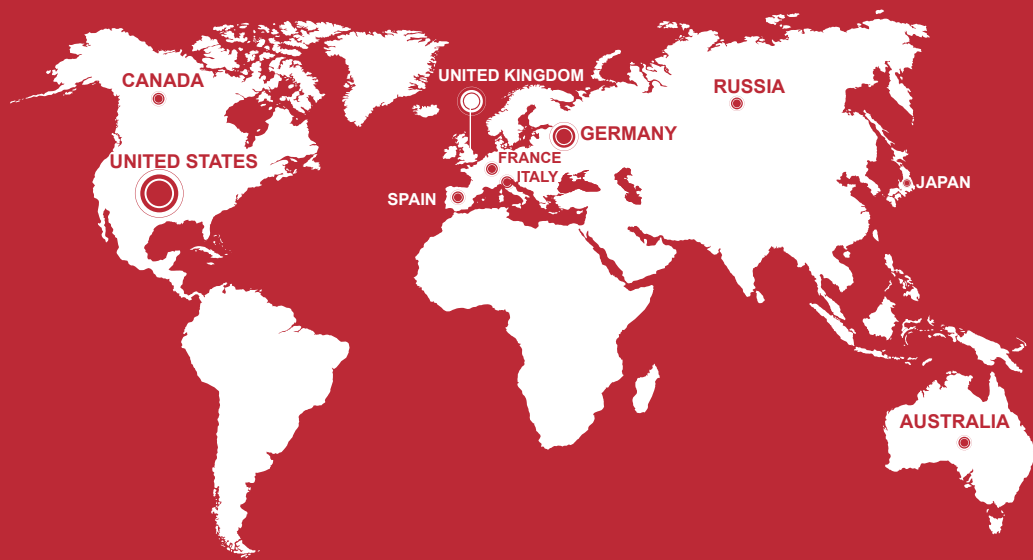 UNITED KINGDOM
CANADA
RUSSIA
GERMANY
FRANCE
UNITED STATES
ITALY
JAPAN
SPAIN
AUSTRALIA